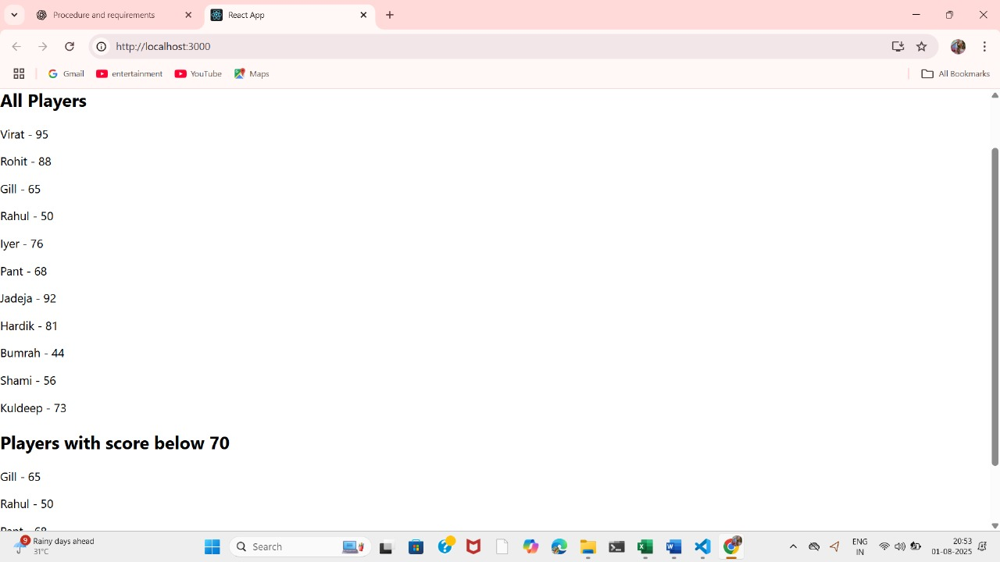 Procedure and requirements
React App
http://localhost:3000
Gmail
entertainment
YouTube
Maps
All Bookmarks
All Players
Virat - 95
Rohit - 88
Gill - 65
Rahul - 50
Iyer - 76
Pant - 68
Jadeja - 92
Hardik - 81
Bumrah - 44
Shami - 56
Kuldeep - 73
Players with score below 70
Gill - 65
Rahul - 50
Pant - 68
9
Rainy days ahead
31°C
Search
ENG
IN
20:53
01-08-2025